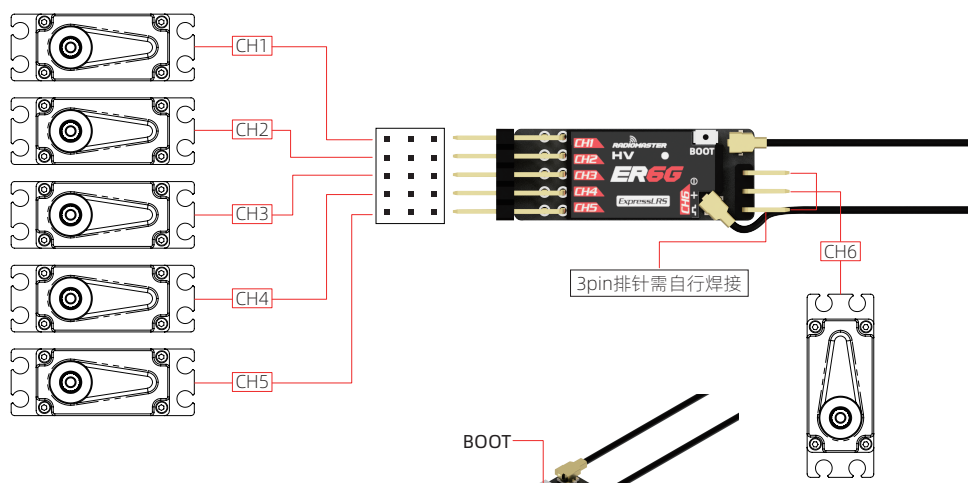 CH1
CH2
CH3
CH4
CH5
CH1
CH2
CH3
CH4
CH5
RADIOMASTER
HV
ER6G
ExpressLRS
BOOT
CH6
3pin排针需自行焊接
CH6
BOOT